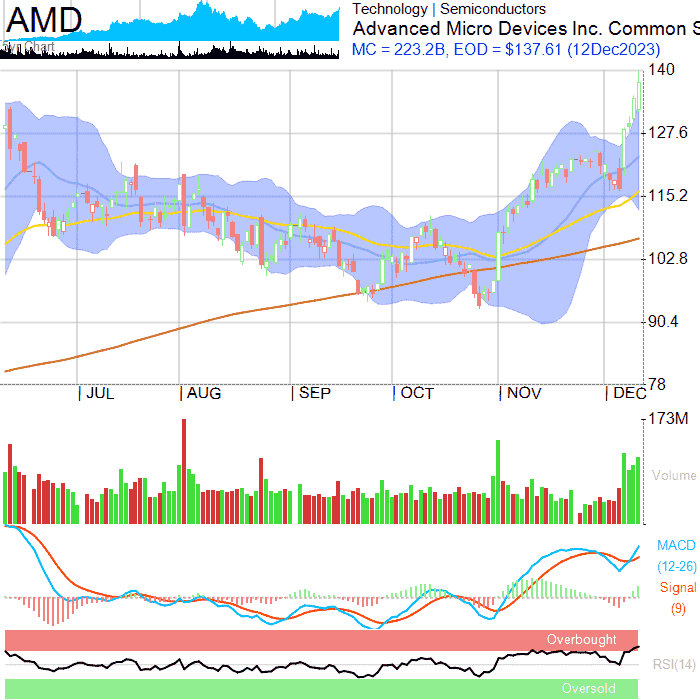 AMD
Technology | Semiconductors
Advanced Micro Devices Inc. Common S
MC = 223.2B, EOD = $137.61 (12Dec2023)
Chart
140
127.6
115.2
102.8
90.4
78
JUL AUG SEP OCT NOV DEC
173M
Volume
MACD
(12-26)
Signal
(9)
Overbought
RSI(14)
Oversold